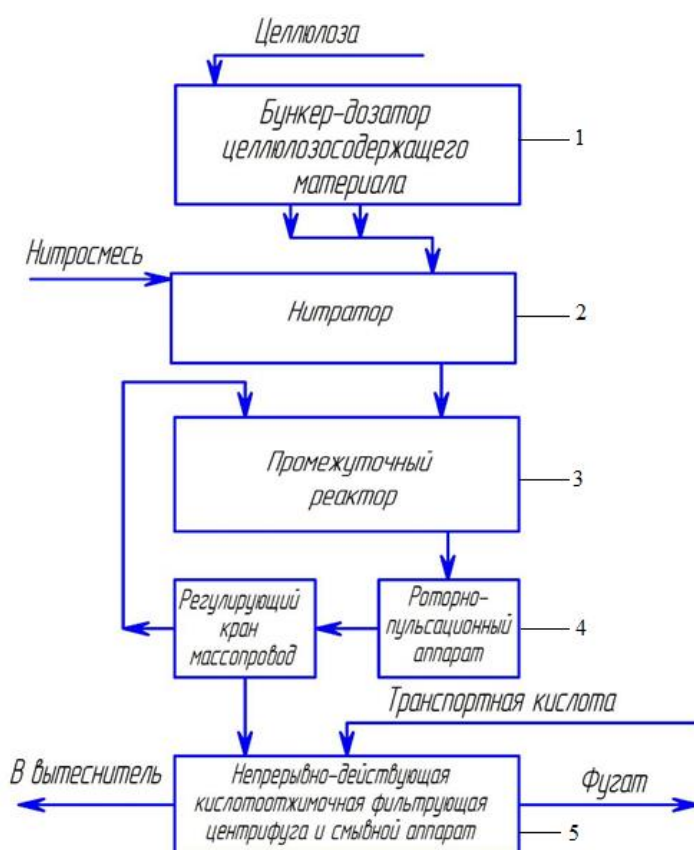 Целлюлоза
Бункер-дозатор
целлюлозосодержащего
материала
1
Нитросмесь
Нитратор
2
Промежуточный
реактор
3
Регулирующий
кран
массопровод
Роторно-
пульсационный
аппарат
4
Транспортная кислота
В вытеснитель
Непрерывно-действующая
кислотоотжимочная фильтрующая
центрифуга и смывной аппарат
Фугат
5